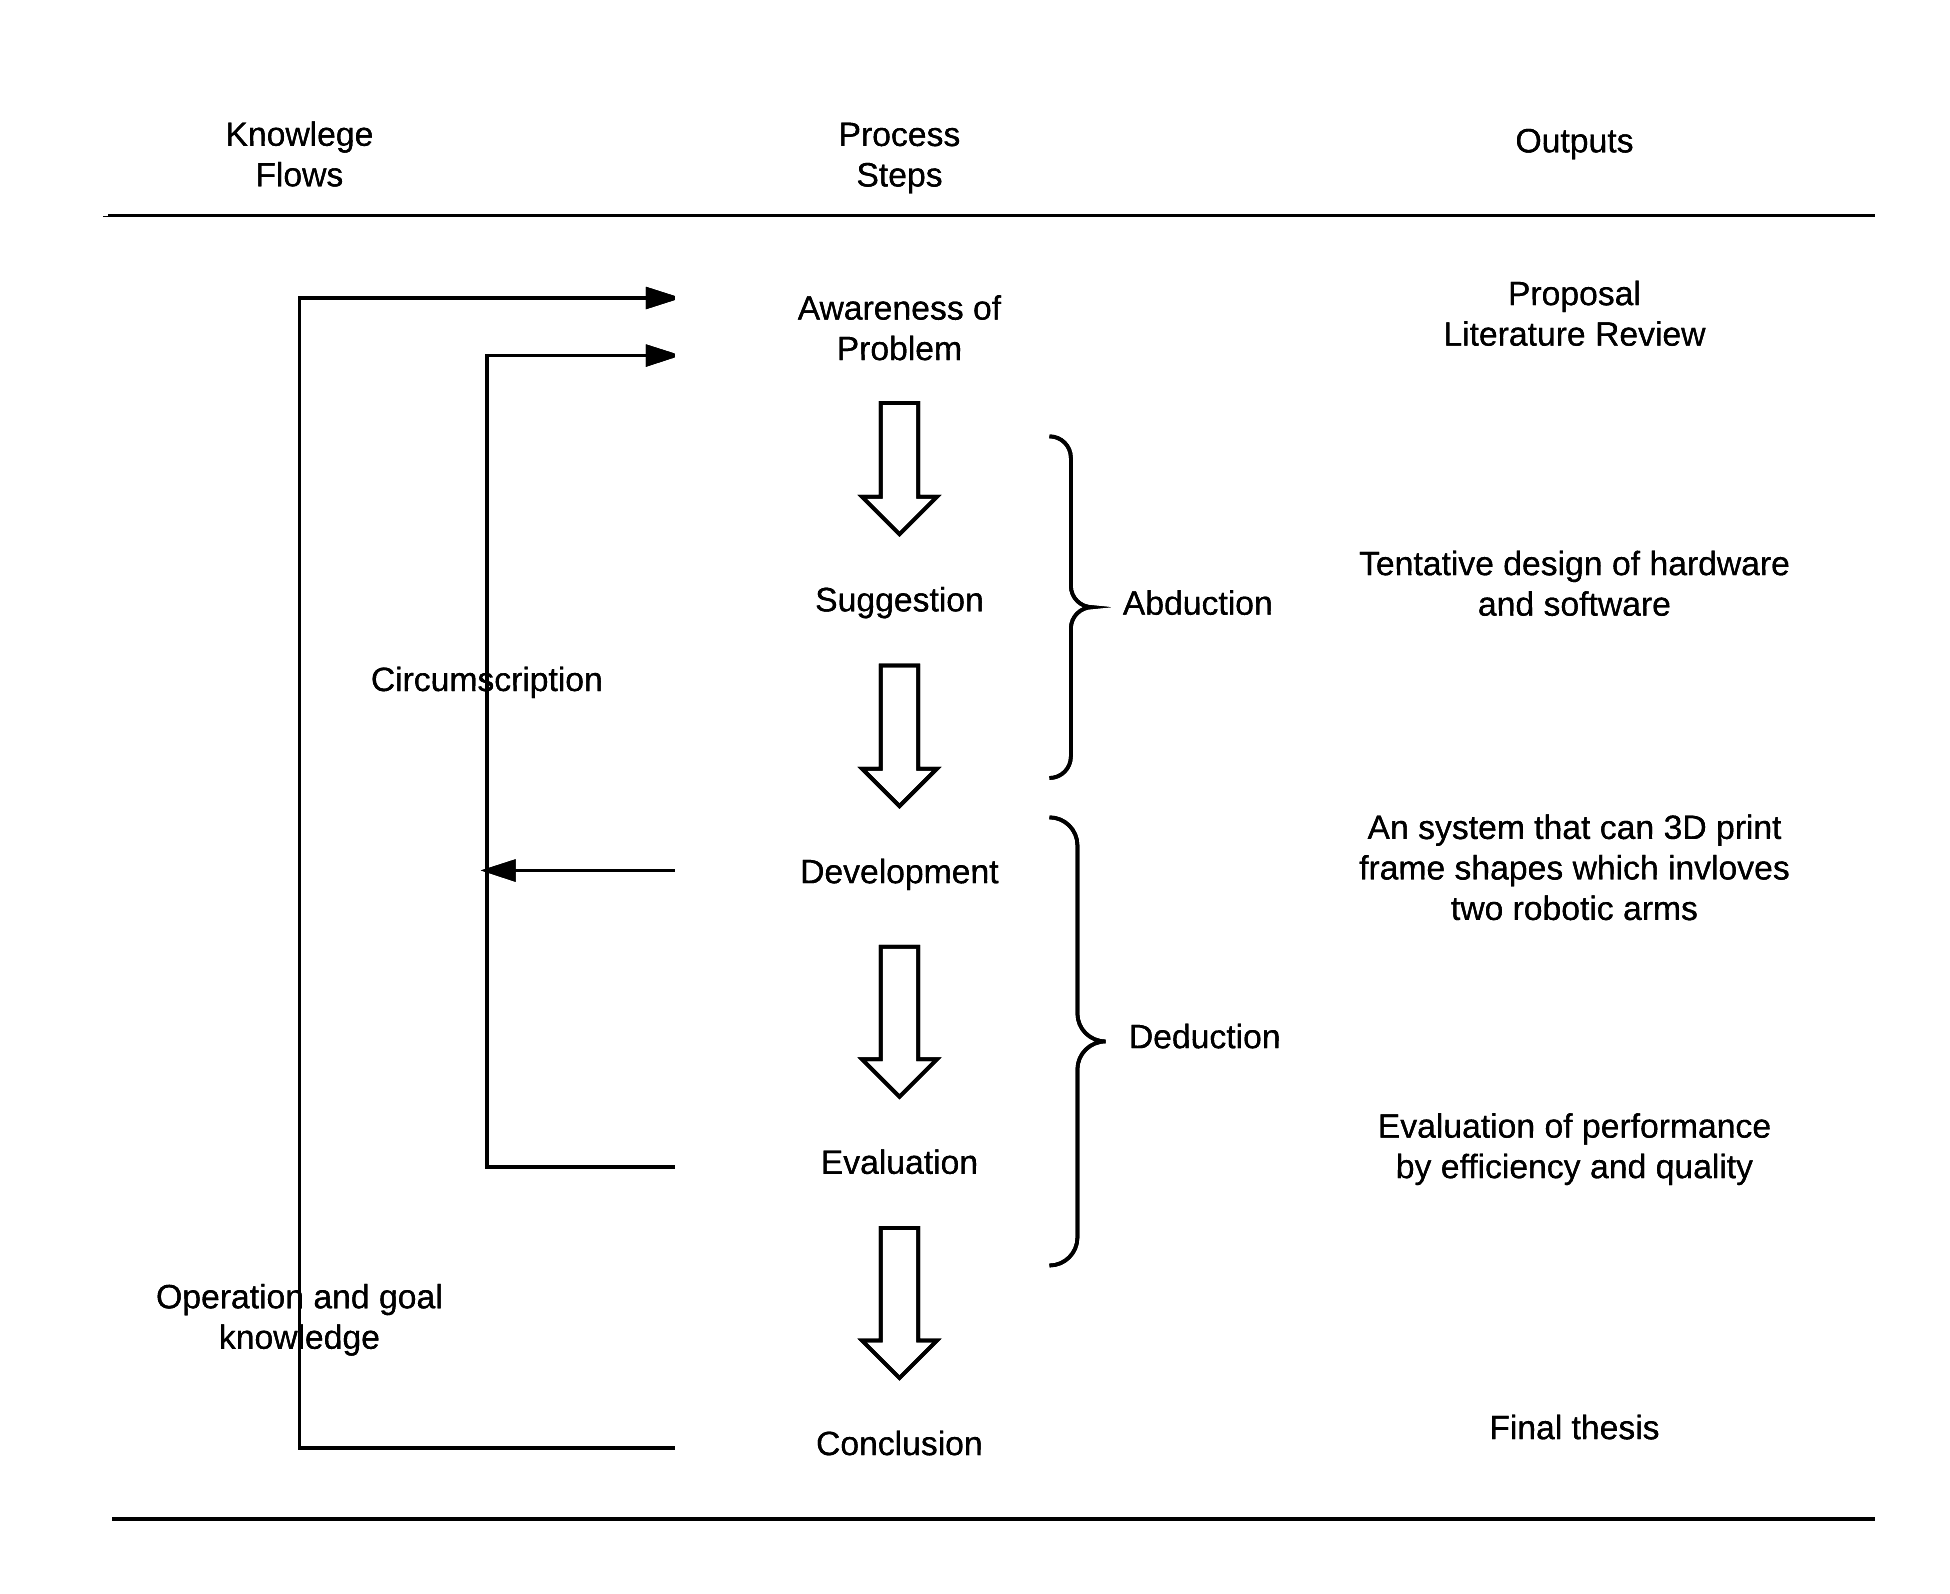 Knowlege
Flows
Process
Steps
Outputs
Awareness of
Problem
Proposal
Literature Review
Suggestion
Abduction
Tentative design of hardware
and software
Circumscription
Development
An system that can 3D print
frame shapes which invloves
two robotic arms
Deduction
Evaluation
Evaluation of performance
by efficiency and quality
Operation and goal
knowledge
Conclusion
Final thesis